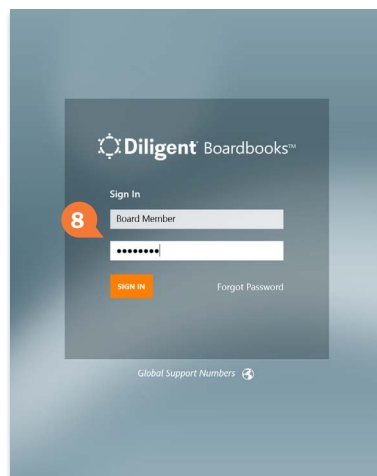 Diligent Boardbooks™
Sign In
8
Board Member
••••••••
SIGN IN Forgot Password
Global Support Numbers